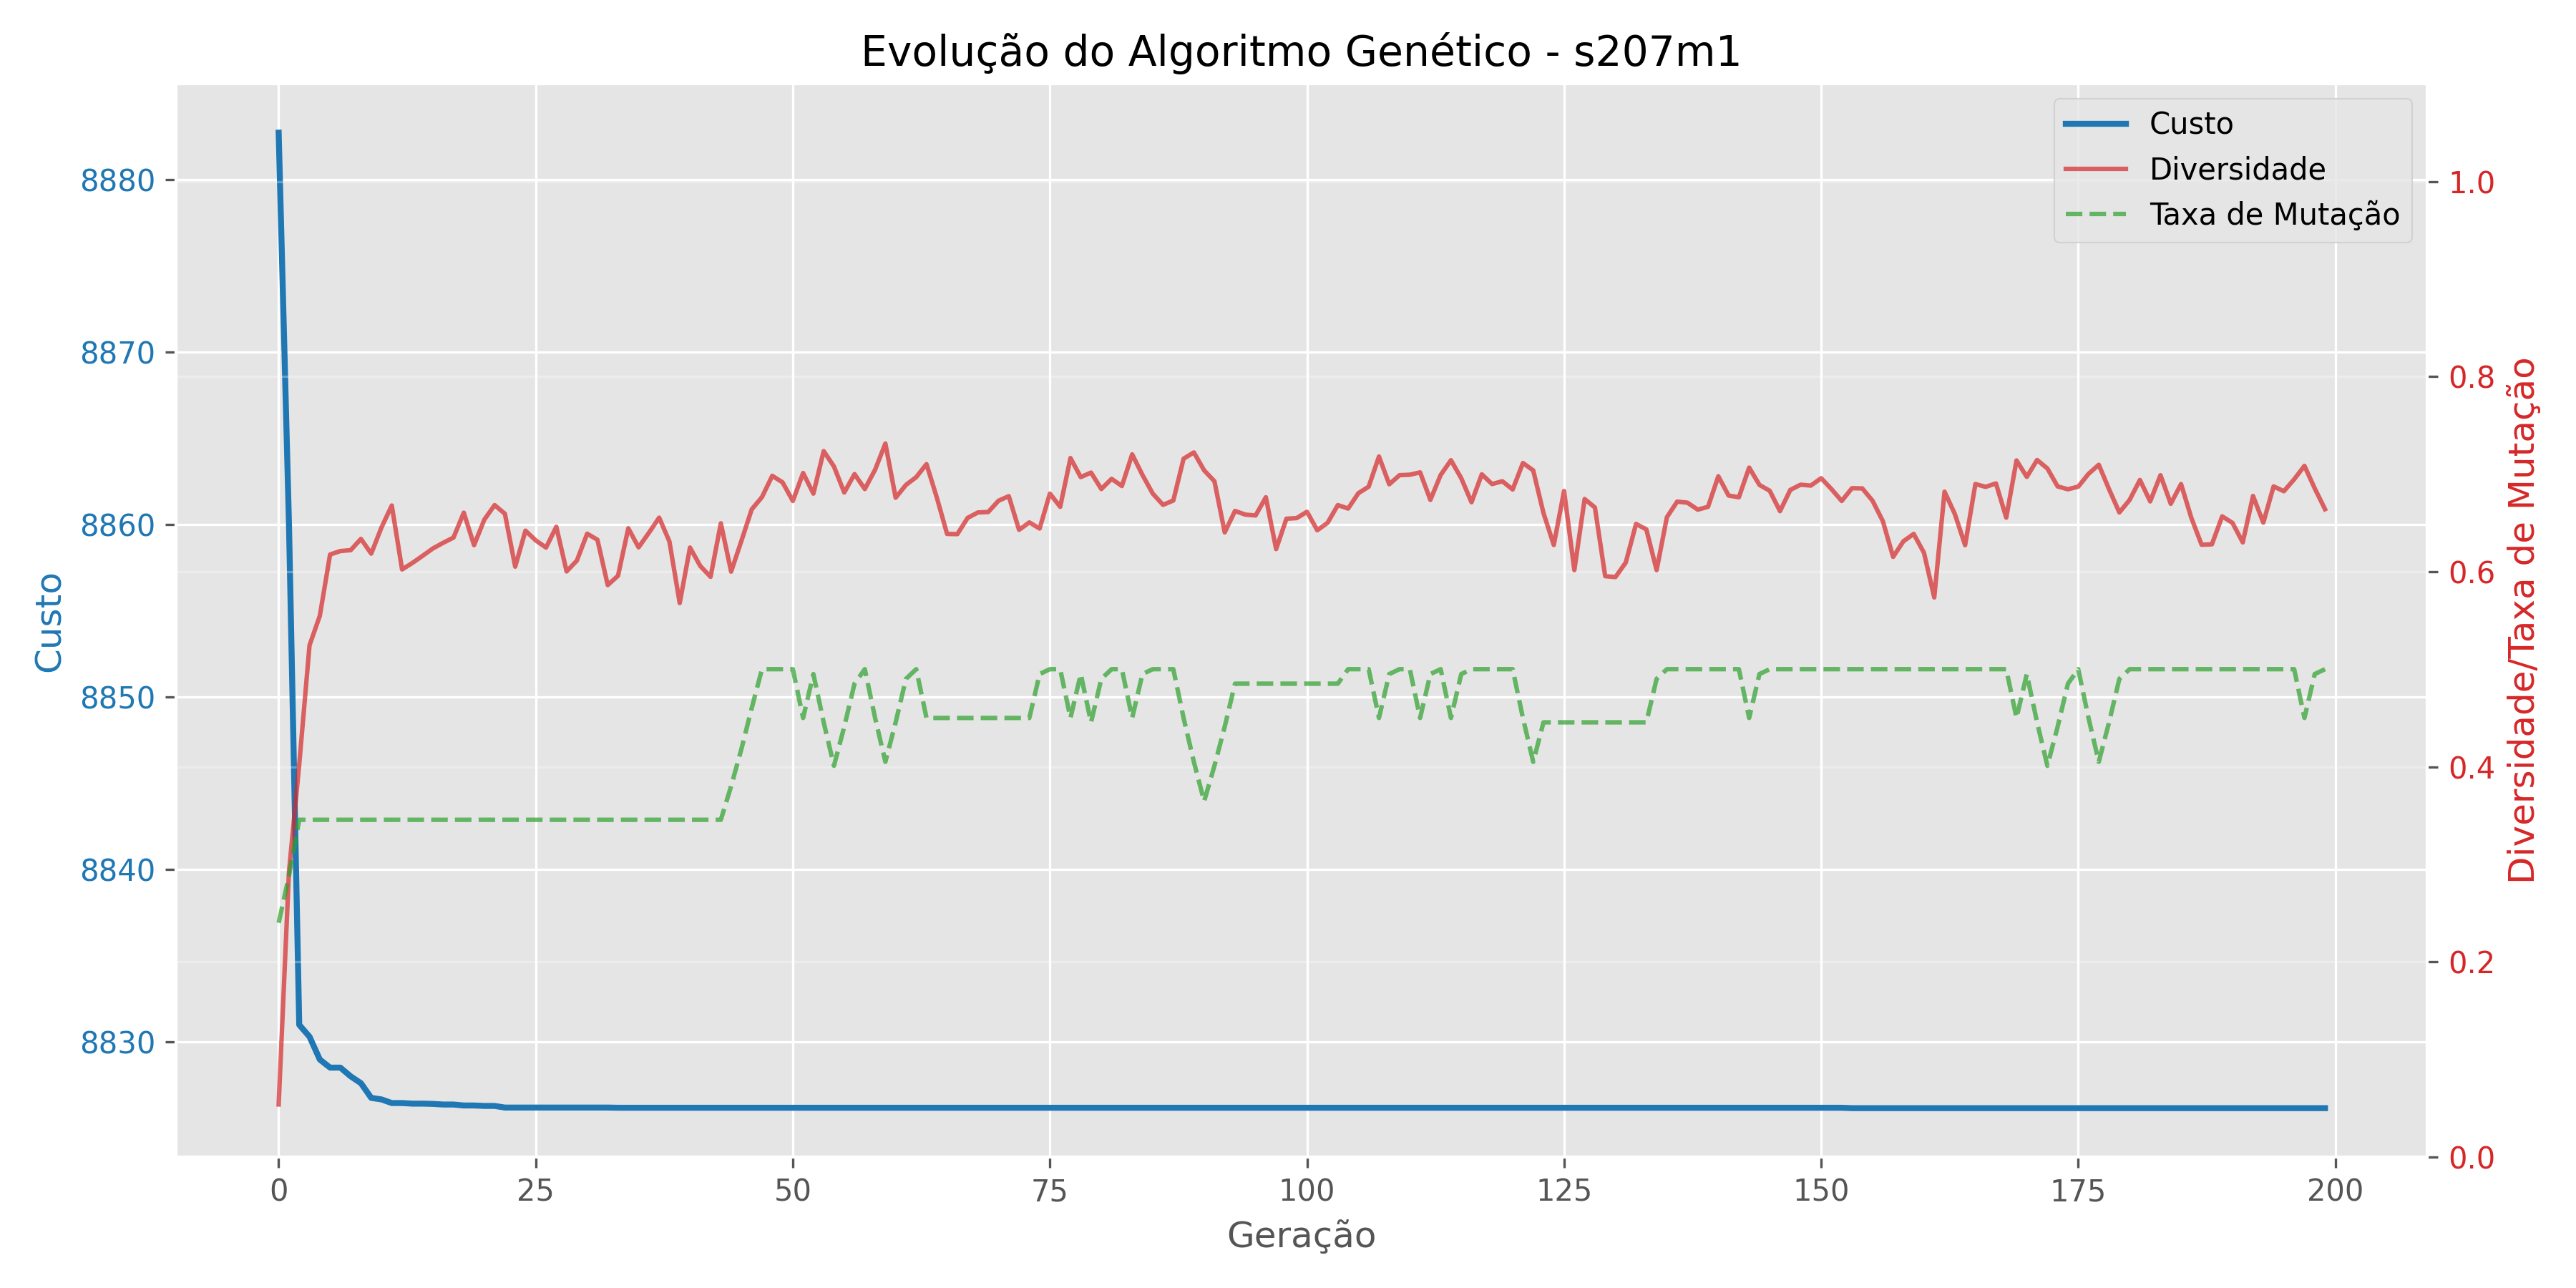 Evolução do Algoritmo Genético - s207m1
Custo
Diversidade
Taxa de Mutação
8880
8870
8860
8850
8840
8830
Custo
1.0
0.8
0.6
0.4
0.2
0.0
Diversidade/Taxa de Mutação
0 25 50 75 100 125 150 175 200
Geração